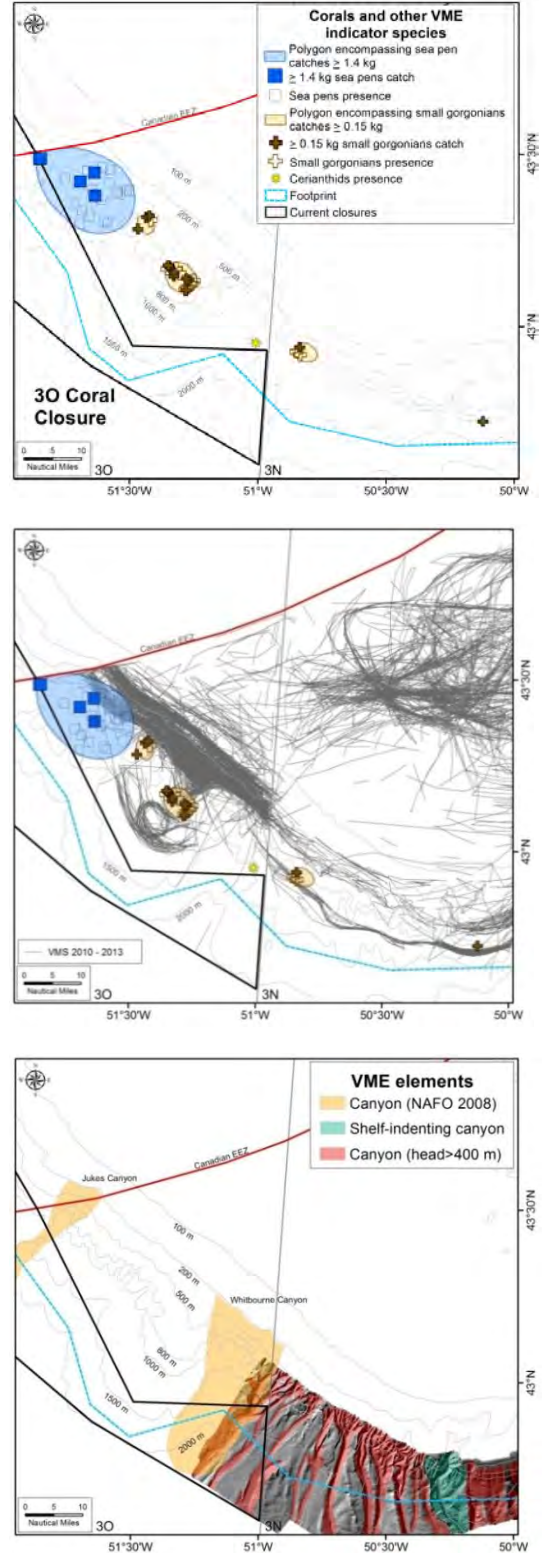 Corals and other VME
indicator species
Polygon encompassing sea pen
catches ≥ 1.4 kg
≥ 1.4 kg sea pens catch
Sea pens presence
Polygon encompassing small gorgonians
catches ≥ 0.15 kg
≥ 0.15 kg small gorgonians catch
Small gorgonians presence
Cerianthids presence
Footprint
Current closures
Canadian EEZ
100 m
200 m
500 m
800 m
1000 m
1500 m
2000 m
43°30'N
43°N
3O Coral
Closure
0 5 10
Nautical Miles
3O
3N
51°30'W
51°W
50°30'W
50°W
Canadian EEZ
43°30'N
43°N
1500 m
2000 m
VMS 2010 - 2013
0 5 10
Nautical Miles
3O
3N
51°30'W
51°W
50°30'W
50°W
VME elements
Canyon (NAFO 2008)
Shelf-indenting canyon
Canyon (head>400 m)
Canadian EEZ
Jukes Canyon
100 m
200 m
500 m
Whitbourne Canyon
800 m
1000 m
1500 m
2000 m
43°30'N
43°N
0 5 10
Nautical Miles
3O
3N
51°30'W
51°W
50°30'W
50°W